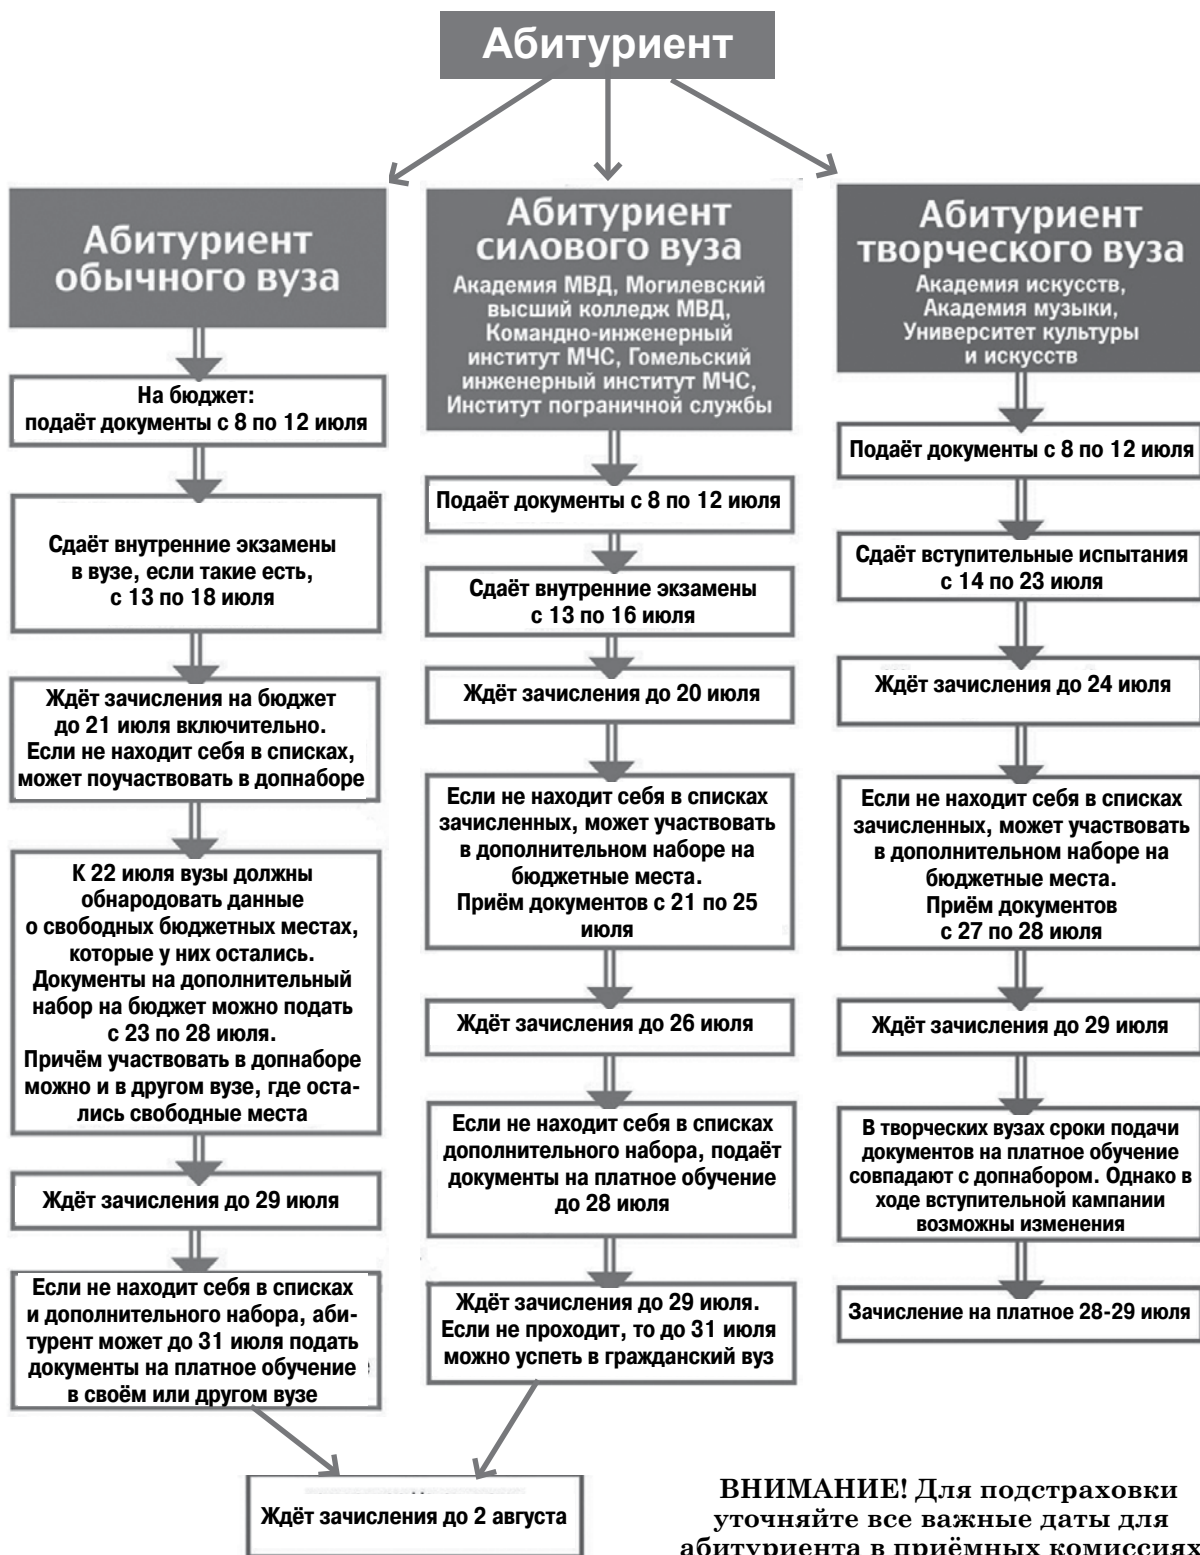 Абитуриент
Абитуриент
обычного вуза
На бюджет:
подаёт документы с 8 по 12 июля
Сдаёт внутренние экзамены
в вузе, если такие есть,
с 13 по 18 июля
Ждёт зачисления на бюджет
до 21 июля включительно.
Если не находит себя в списках,
может поучаствовать в допнаборе
К 22 июля вузы должны
обнародовать данные
о свободных бюджетных местах,
которые у них остались.
Документы на дополнительный
набор на бюджет можно подать
с 23 по 28 июля.
Причём участвовать в допнаборе
можно и в другом вузе, где оста-
лись свободные места
Ждёт зачисления до 29 июля
Если не находит себя в списках
и дополнительного набора, аби-
турент может до 31 июля подать
документы на платное обучение
в своём или другом вузе
Абитуриент
силового вуза
Академия МВД, Могилевский
высший колледж МВД,
Командно-инженерный
институт МЧС, Гомельский
инженерный институт МЧС,
Институт пограничной службы
Подаёт документы с 8 по 12 июля
Сдаёт внутренние экзамены
с 13 по 16 июля
Ждёт зачисления до 20 июля
Если не находит себя в списках
зачисленных, может участвовать
в дополнительном наборе на
бюджетные места.
Приём документов с 21 по 25
июля
Ждёт зачисления до 26 июля
Если не находит себя в списках
дополнительного набора, подаёт
документы на платное обучение
до 28 июля
Ждёт зачисления до 29 июля.
Если не проходит, то до 31 июля
можно успеть в гражданский вуз
Ждёт зачисления до 2 августа
Абитуриент
творческого вуза
Академия искусств,
Академия музыки,
Университет культуры
и искусств
Подаёт документы с 8 по 12 июля
Сдаёт вступительные испытания
с 14 по 23 июля
Ждёт зачисления до 24 июля
Если не находит себя в списках
зачисленных, может участвовать
в дополнительном наборе на
бюджетные места.
Приём документов
с 27 по 28 июля
Ждёт зачисления до 29 июля
В творческих вузах сроки подачи
документов на платное обучение
совпадают с допнабором. Однако в
ходе вступительной кампании
возможны изменения
Зачисление на платное 28-29 июля
ВНИМАНИЕ! Для подстраховки
уточняйте все важные даты для
абитуриента в приёмных комиссиях